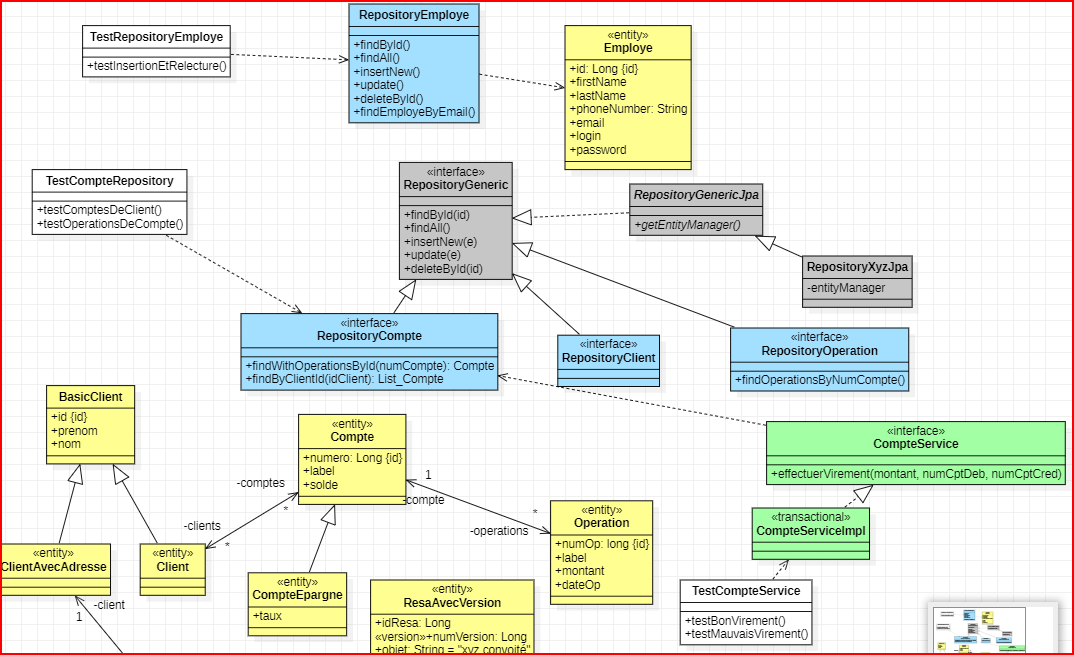 TestRepositoryEmploye
+testInsertionEtRelecture()
RepositoryEmploye
+findById()
+findAll()
+insertNew()
+update()
+deleteById()
+findEmployeByEmail()
«entity»
Employe
+id: Long {id}
+firstName
+lastName
+phoneNumber: String
+email
+login
+password
TestCompteRepository
+testComptesDeClient()
+testOperationsDeCompte()
«interface»
RepositoryGeneric
+findById(id)
+findAll()
+insertNew(e)
+update(e)
+deleteById(id)
RepositoryGenericJpa
+getEntityManager()
RepositoryXyzJpa
-entityManager
«interface»
RepositoryCompte
+findWithOperationsById(numCompte): Compte
+findByClientId(idClient): List_Compte
«interface»
RepositoryClient
«interface»
RepositoryOperation
+findOperationsByNumCompte()
BasicClient
+id {id}
+prenom
+nom
«entity»
Compte
+numero: Long {id}
+label
+solde
«interface»
CompteService
+effectuerVirement(montant, numCptDeb, numCptCred)
-comptes
*
-clients
*
1
-compte
*
-operations
«entity»
Operation
+numOp: long {id}
+label
+montant
+dateOp
«transactional»
CompteServiceImpl
«entity»
ClientAvecAdresse
«entity»
Client
-client
1
«entity»
CompteEpargne
+taux
«entity»
ResaAvecVersion
+idResa: Long
«version»+numVersion: Long
+objet: String = "xyz convoité"
TestCompteService
+testBonVirement()
+testMauvaisVirement()